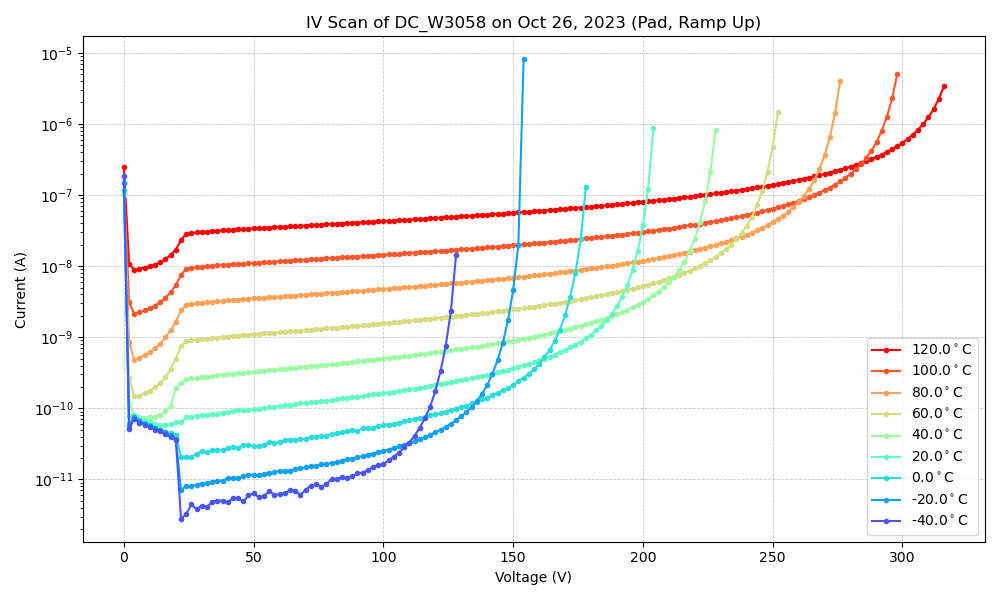 IV Scan of DC_W3058 on Oct 26, 2023 (Pad, Ramp Up)
Current (A)
10⁻⁵
10⁻⁶
10⁻⁷
10⁻⁸
10⁻⁹
10⁻¹⁰
10⁻¹¹
0 50 100 150 200 250 300
Voltage (V)
120.0°C
100.0°C
80.0°C
60.0°C
40.0°C
20.0°C
0.0°C
-20.0°C
-40.0°C